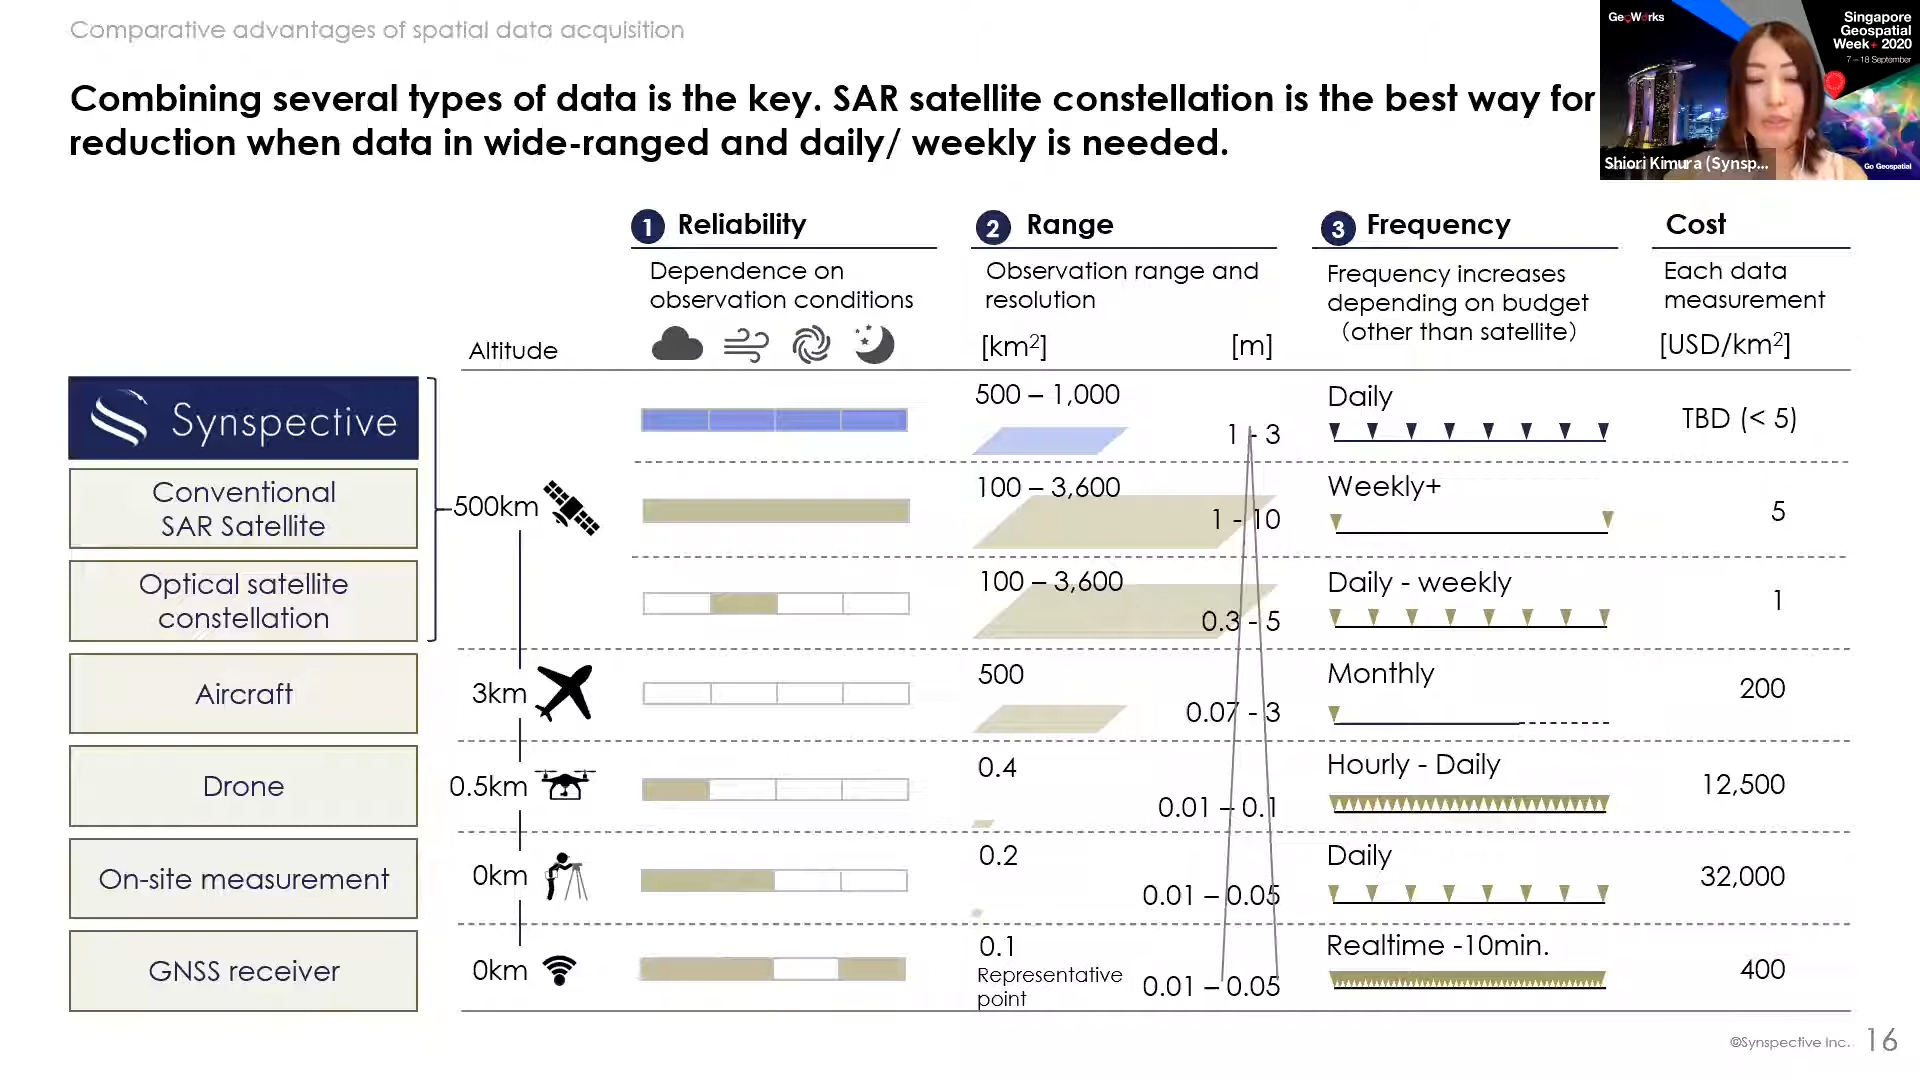 Comparative advantages of spatial data acquisition
Combining several types of data is the key. SAR satellite constellation is the best way for
reduction when data in wide-ranged and daily/ weekly is needed.
GeoWorks
Singapore
Geospatial
Week+ 2020
7 – 18 September
Go Geospatial
Shiori Kimura (Synsp...
1 Reliability
2 Range
3 Frequency
Cost
Dependence on
observation conditions
Observation range and
resolution
[km²] [m]
Frequency increases
depending on budget
(other than satellite)
Each data
measurement
[USD/km²]
Altitude
Synspective
500 – 1,000
1 - 3
Daily
TBD (< 5)
Conventional
SAR Satellite
500km
100 – 3,600
1 - 10
Weekly+
5
Optical satellite
constellation
100 – 3,600
0.3 - 5
Daily - weekly
1
Aircraft
3km
500
0.07 - 3
Monthly
200
Drone
0.5km
0.4
0.01 – 0.1
Hourly - Daily
12,500
On-site measurement
0km
0.2
0.01 – 0.05
Daily
32,000
GNSS receiver
0km
0.1
Representative
point
0.01 – 0.05
Realtime -10min.
400
©Synspective Inc. 16